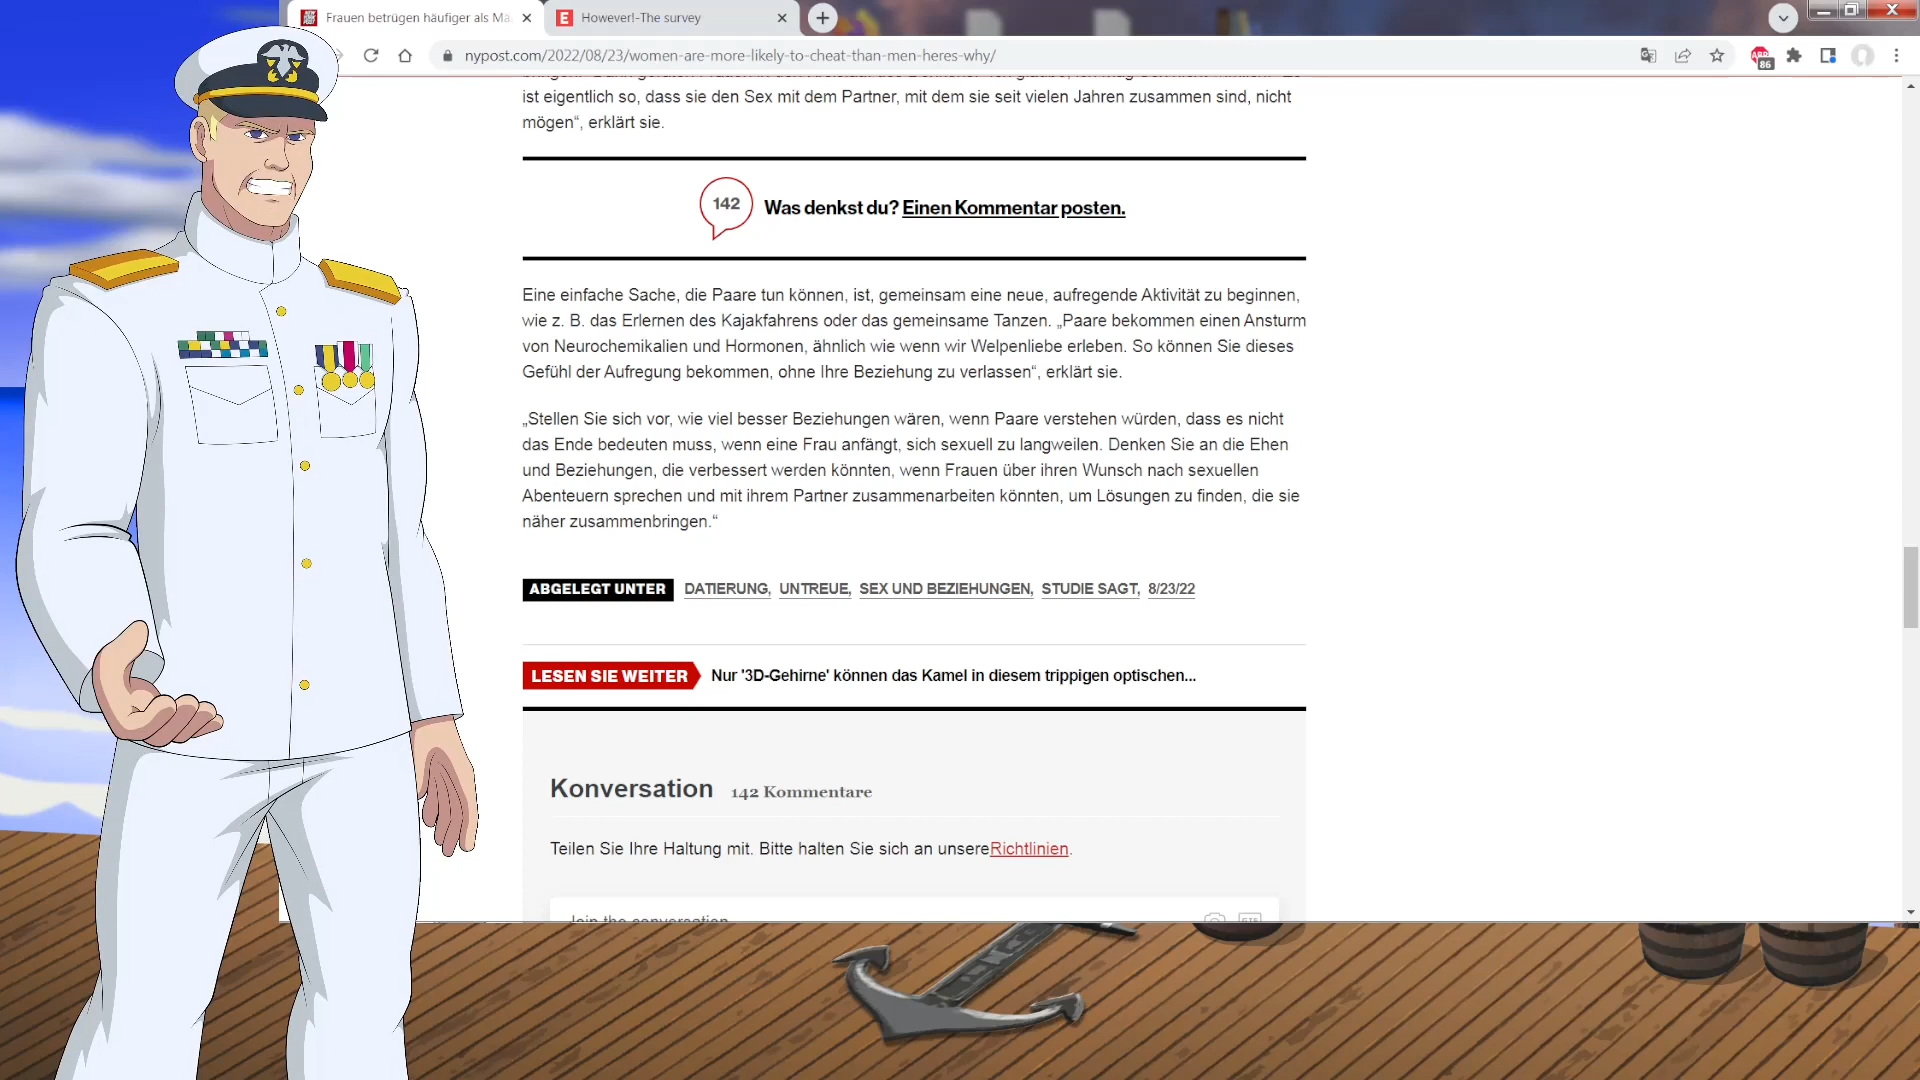 Frauen betrügen häufiger als Mä
However!-The survey
nypost.com/2022/08/23/women-are-more-likely-to-cheat-than-men-heres-why/
86
ist eigentlich so, dass sie den Sex mit dem Partner, mit dem sie seit vielen Jahren zusammen sind, nicht
mögen“, erklärt sie.
142
Was denkst du? Einen Kommentar posten.
Eine einfache Sache, die Paare tun können, ist, gemeinsam eine neue, aufregende Aktivität zu beginnen,
wie z. B. das Erlernen des Kajakfahrens oder das gemeinsame Tanzen. „Paare bekommen einen Ansturm
von Neurochemikalien und Hormonen, ähnlich wie wenn wir Welpenliebe erleben. So können Sie dieses
Gefühl der Aufregung bekommen, ohne Ihre Beziehung zu verlassen“, erklärt sie.
„Stellen Sie sich vor, wie viel besser Beziehungen wären, wenn Paare verstehen würden, dass es nicht
das Ende bedeuten muss, wenn eine Frau anfängt, sich sexuell zu langweilen. Denken Sie an die Ehen
und Beziehungen, die verbessert werden könnten, wenn Frauen über ihren Wunsch nach sexuellen
Abenteuern sprechen und mit ihrem Partner zusammenarbeiten könnten, um Lösungen zu finden, die sie
näher zusammenbringen.“
ABGELEGT UNTER DATIERUNG, UNTREUE, SEX UND BEZIEHUNGEN, STUDIE SAGT, 8/23/22
LESEN SIE WEITER Nur '3D-Gehirne' können das Kamel in diesem trippigen optischen...
Konversation 142 Kommentare
Teilen Sie Ihre Haltung mit. Bitte halten Sie sich an unsereRichtlinien.
Join the conversation